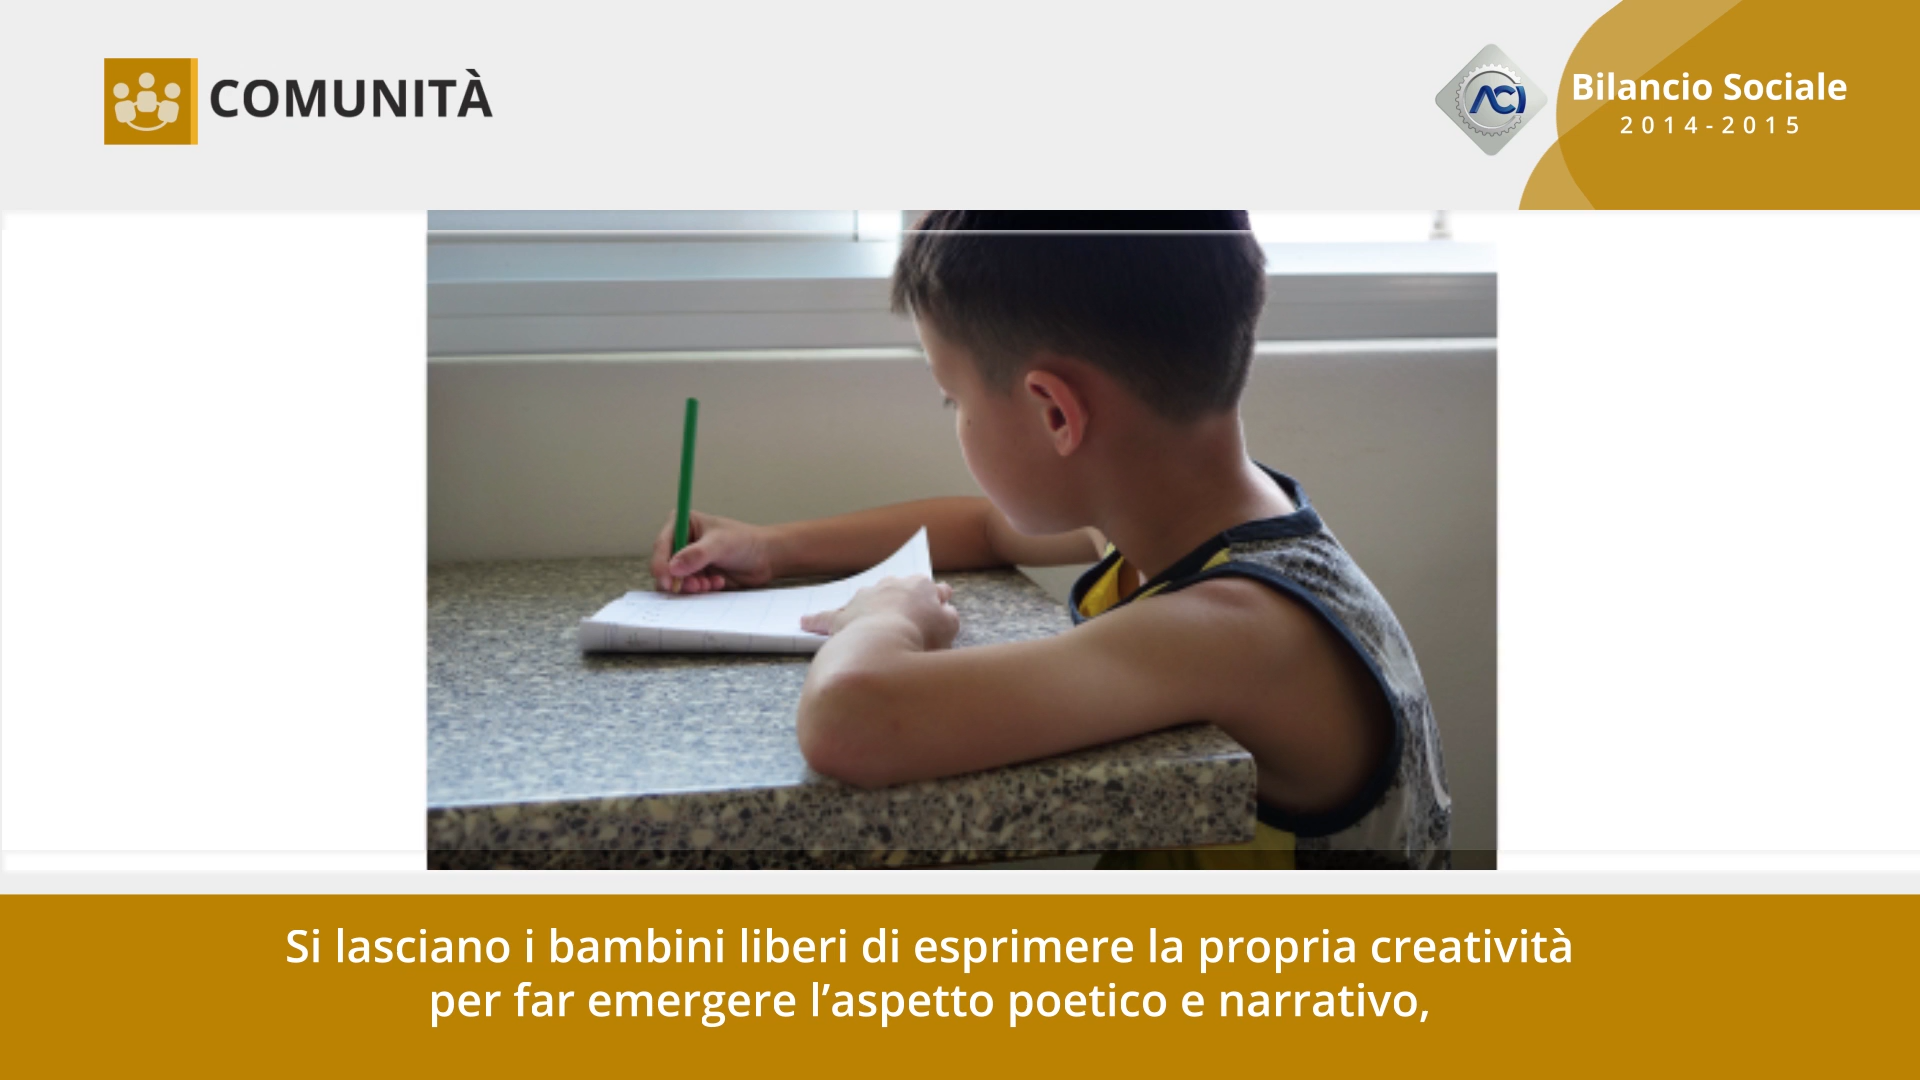 COMUNITÀ
ACI
Bilancio Sociale
2014-2015
Si lasciano i bambini liberi di esprimere la propria creatività
per far emergere l’aspetto poetico e narrativo,